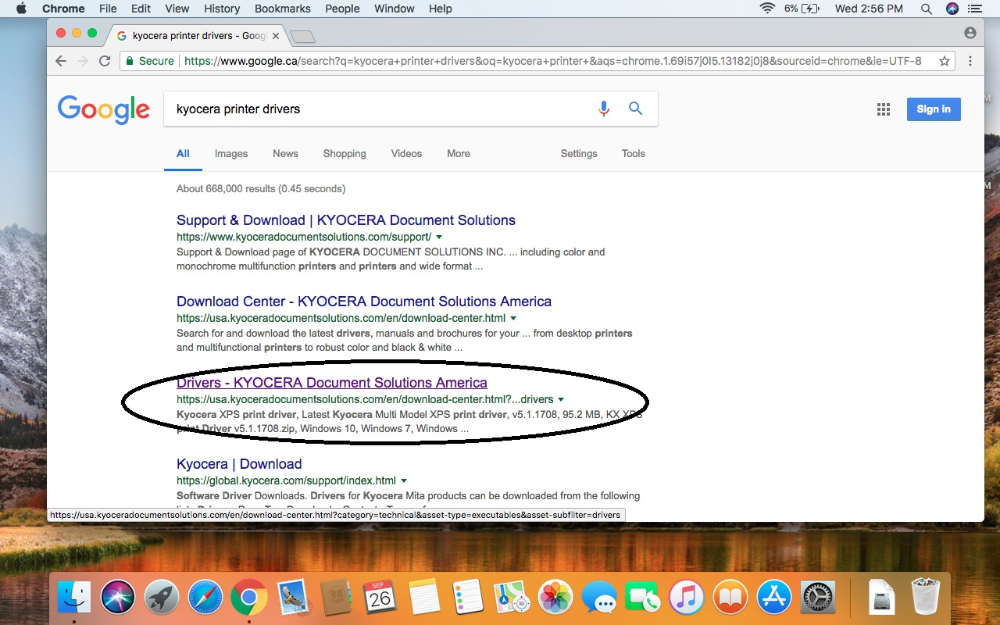 Chrome File Edit View History Bookmarks People Window Help 6% Wed 2:56 PM
kyocera printer drivers - Goog
Secure https://www.google.ca/search?q=kyocera+printer+drivers&oq=kyocera+printer+&aqs=chrome.1.69i57j0l5.13182j0j8&sourceid=chrome&ie=UTF-8
Google kyocera printer drivers Sign in
All Images News Shopping Videos More Settings Tools
About 668,000 results (0.45 seconds)
Support & Download | KYOCERA Document Solutions
https://www.kyoceradocumentsolutions.com/support/
Support & Download page of KYOCERA DOCUMENT SOLUTIONS INC. ... including color and
monochrome multifunction printers and printers and wide format ...
Download Center - KYOCERA Document Solutions America
https://usa.kyoceradocumentsolutions.com/en/download-center.html
Search for and download the latest drivers, manuals and brochures for your ... from desktop printers
and multifunctional printers to robust color and black & white ...
Drivers - KYOCERA Document Solutions America
https://usa.kyoceradocumentsolutions.com/en/download-center.html?...drivers
Kyocera XPS print driver, Latest Kyocera Multi Model XPS print driver, v5.1.1708, 95.2 MB, KX XPS
print Driver v5.1.1708.zip, Windows 10, Windows 7, Windows ...
Kyocera | Download
https://global.kyocera.com/support/index.html
Software Driver Downloads. Drivers for Kyocera Mita products can be downloaded from the following
https://usa.kyoceradocumentsolutions.com/en/download-center.html?category=technical&asset-type=executables&asset-subfilter=drivers
M
M
SEP
26
3D